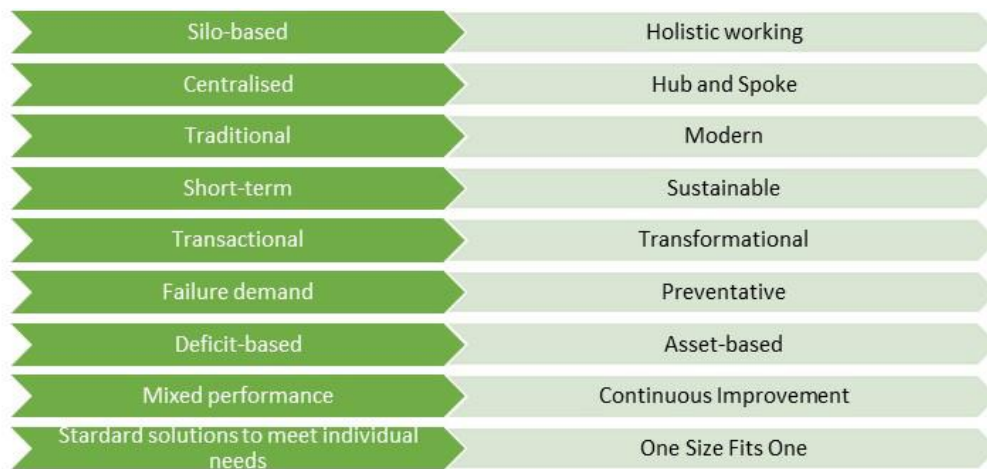 Silo-based Holistic working
Centralised Hub and Spoke
Traditional Modern
Short-term Sustainable
Transactional Transformational
Failure demand Preventative
Deficit-based Asset-based
Mixed performance Continuous Improvement
Stardard solutions to meet individual
needs
One Size Fits One